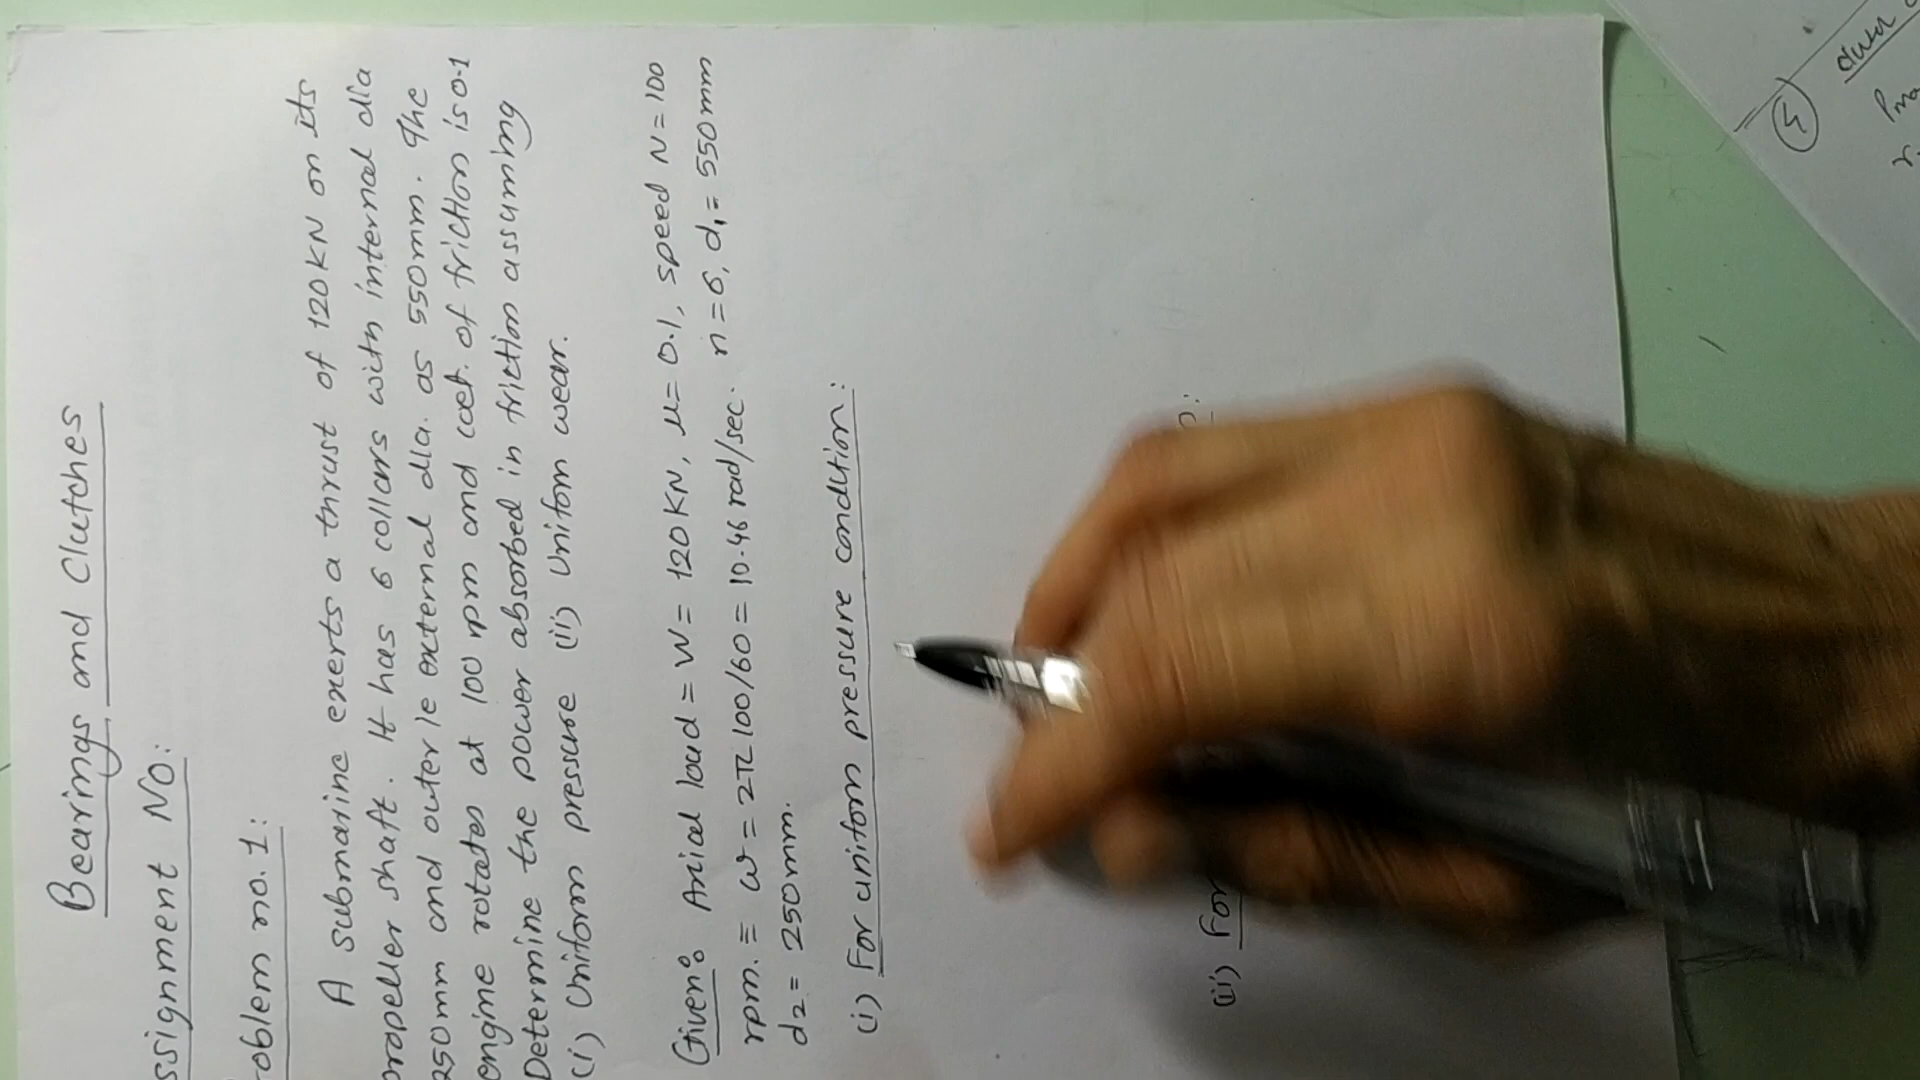 Bearings and Clutches
ssignment No:
roblem no. 1:
A submarine exerts a thrust of 120 KN on its
propeller shaft. It has 6 collars with internal dia
250mm and outer ie external dia. as 550mm. The
engine rotates at 100 rpm and coef. of friction is 0.1
Determine the power absorbed in friction assuming
(i) Uniform pressure (ii) Uniform wear.
Given: Axial load = W = 120 KN, μ = 0.1, speed N = 100
rpm. = ω = 2π100/60 = 10.46 rad/sec. n = 6, d₁ = 550mm
d₂ = 250mm.
(i) For uniform pressure condition:
(ii) For
3